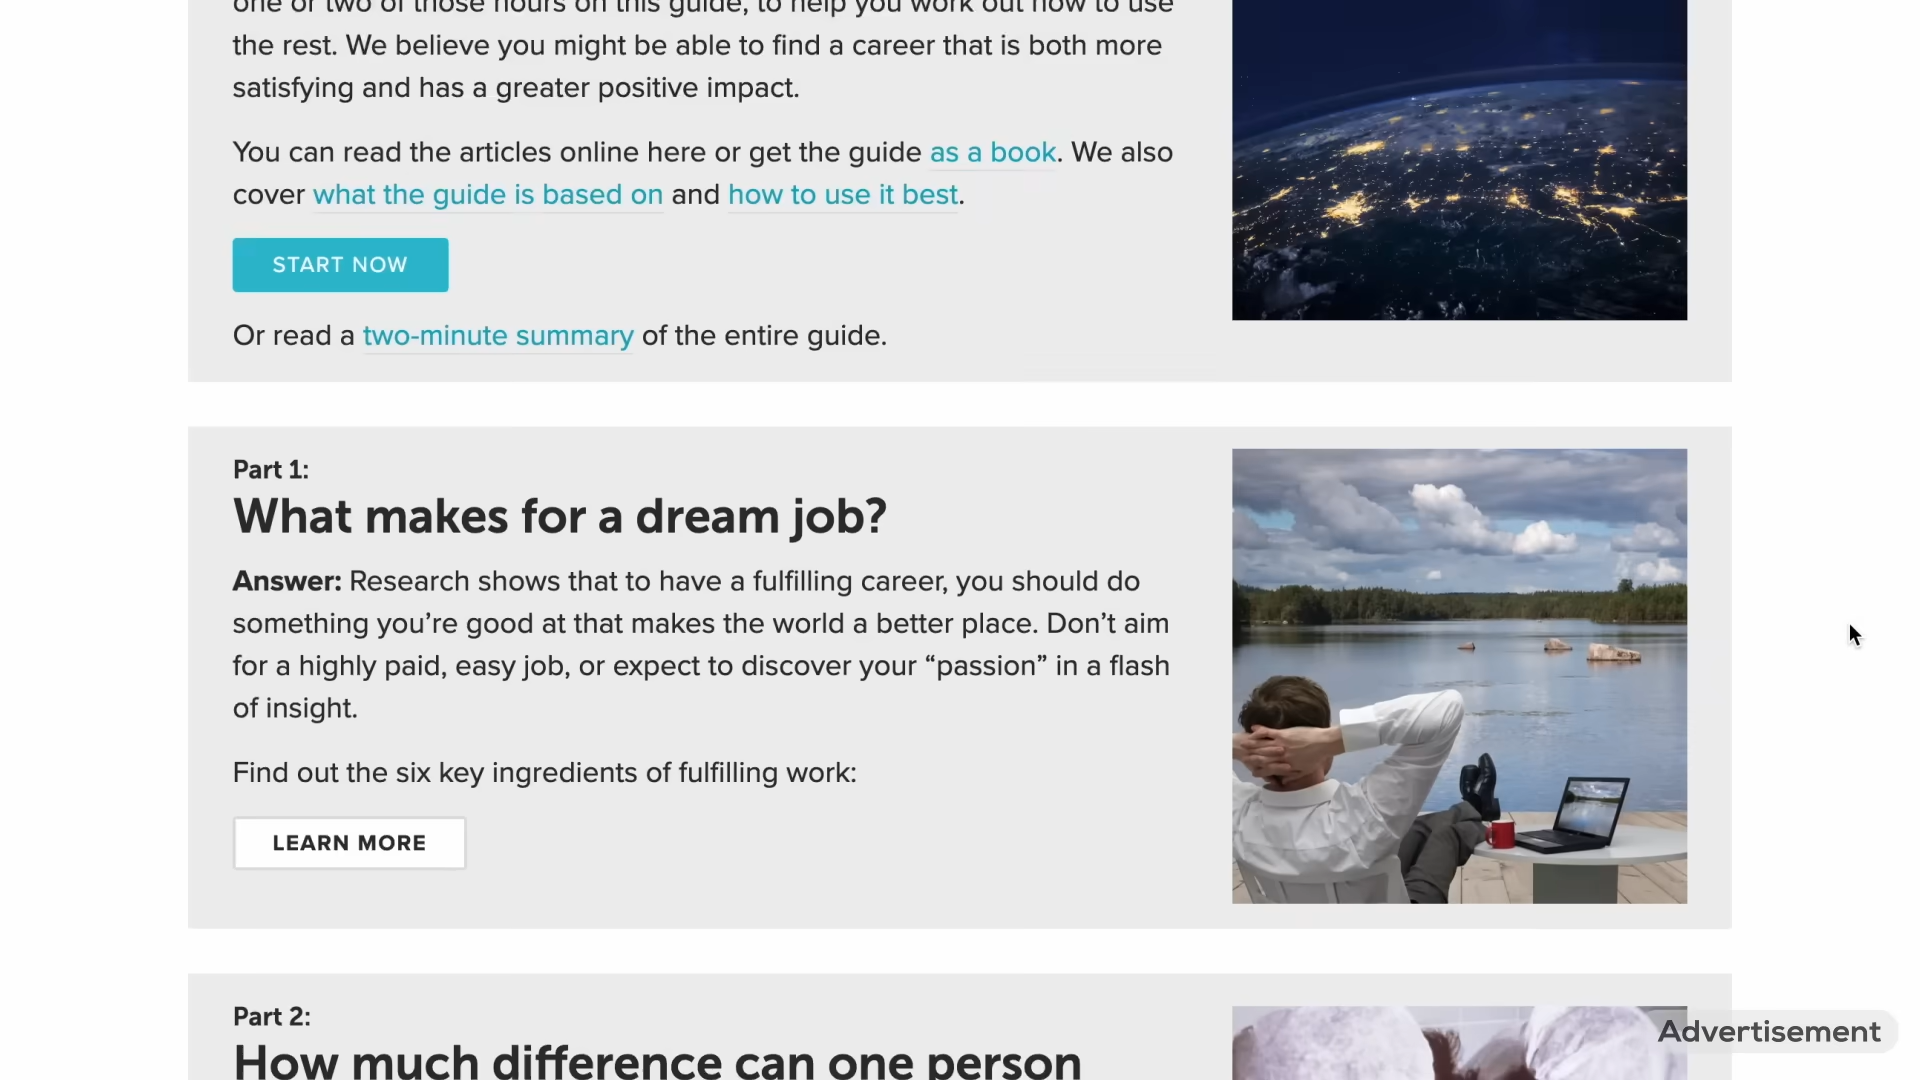 one or two of those hours on this guide, to help you work out how to use
the rest. We believe you might be able to find a career that is both more
satisfying and has a greater positive impact.
You can read the articles online here or get the guide as a book. We also
cover what the guide is based on and how to use it best.
START NOW
Or read a two-minute summary of the entire guide.
Part 1:
What makes for a dream job?
Answer: Research shows that to have a fulfilling career, you should do
something you’re good at that makes the world a better place. Don’t aim
for a highly paid, easy job, or expect to discover your “passion” in a flash
of insight.
Find out the six key ingredients of fulfilling work:
LEARN MORE
Part 2:
How much difference can one person
Advertisement